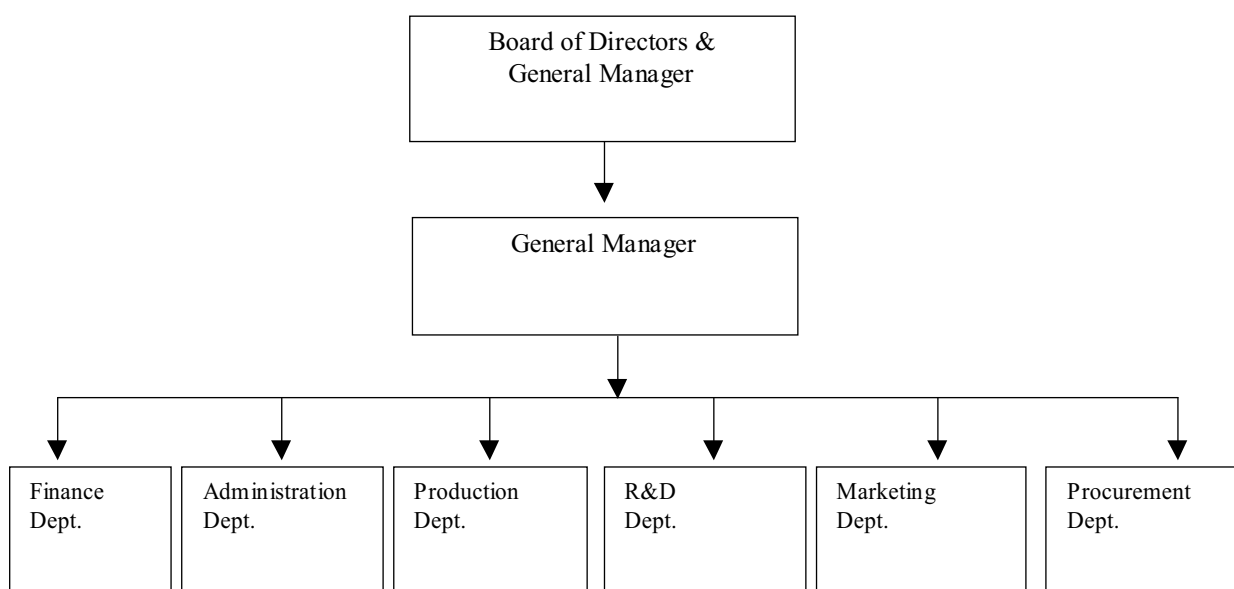 Board of Directors &
General Manager
General Manager
Finance
Dept.
Administration
Dept.
Production
Dept.
R&D
Dept.
Marketing
Dept.
Procurement
Dept.